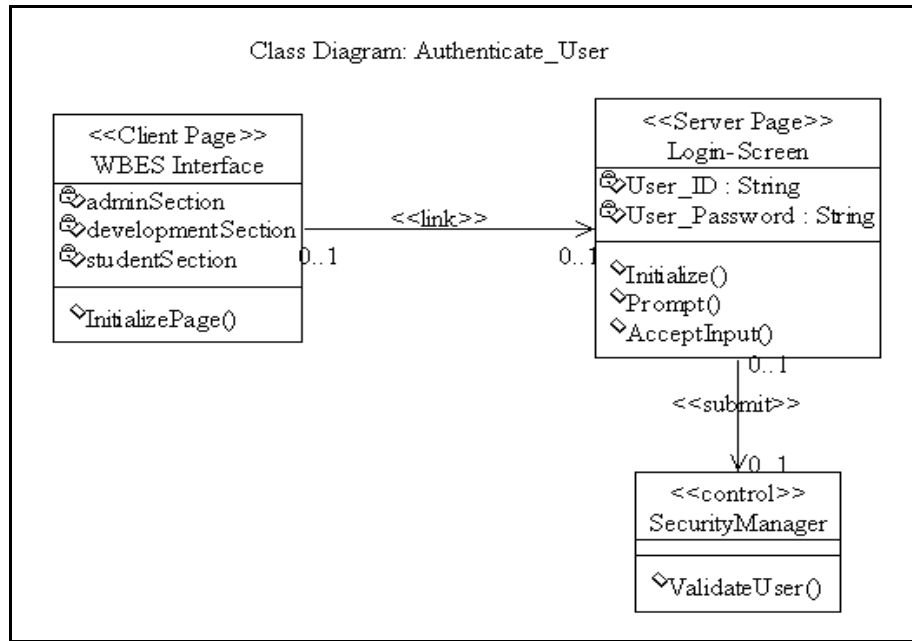 Class Diagram: Authenticate_User
<<Client Page>>
WBES Interface
adminSection
developmentSection
studentSection
InitializePage()
<<link>>
0..1
0..1
<<Server Page>>
Login-Screen
User_ID : String
User_Password : String
Initialize()
Prompt()
AcceptInput()
0..1
<<submit>>
0..1
<<control>>
SecurityManager
ValidateUser()